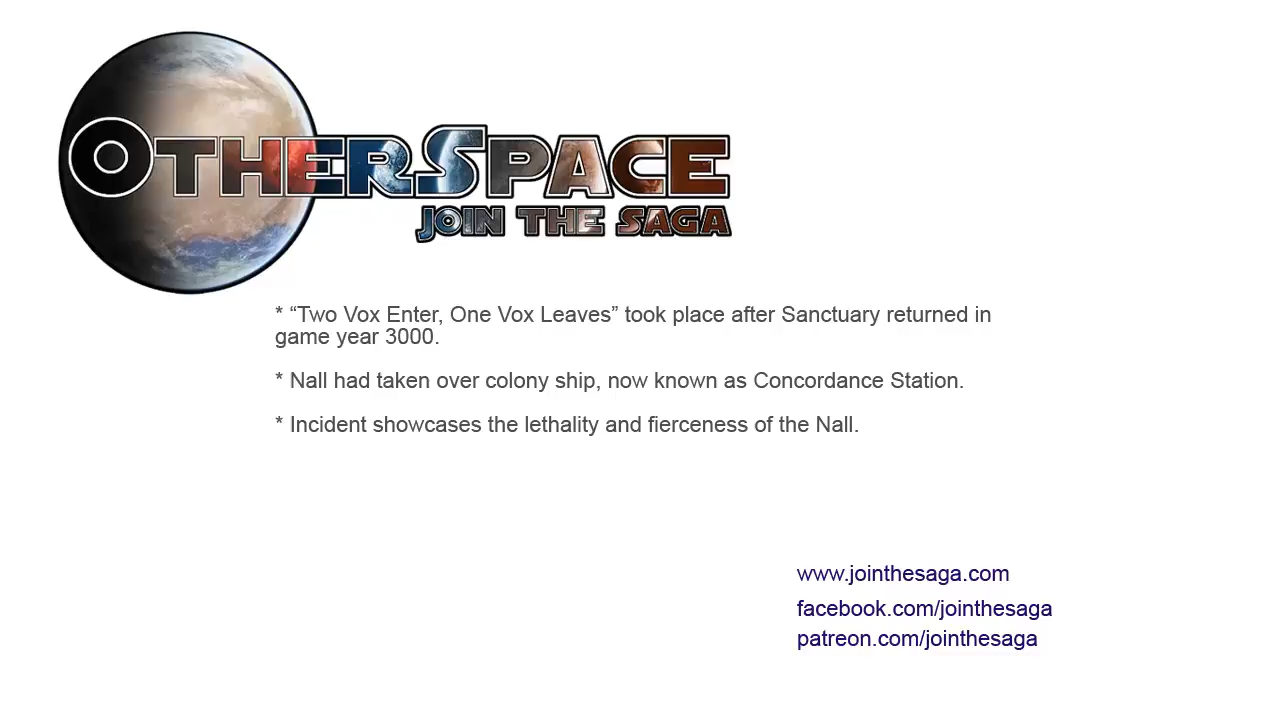 OTHERSPACE
JOIN THE SAGA
* “Two Vox Enter, One Vox Leaves” took place after Sanctuary returned in
game year 3000.
* Nall had taken over colony ship, now known as Concordance Station.
* Incident showcases the lethality and fierceness of the Nall.
www.jointhesaga.com
facebook.com/jointhesaga
patreon.com/jointhesaga